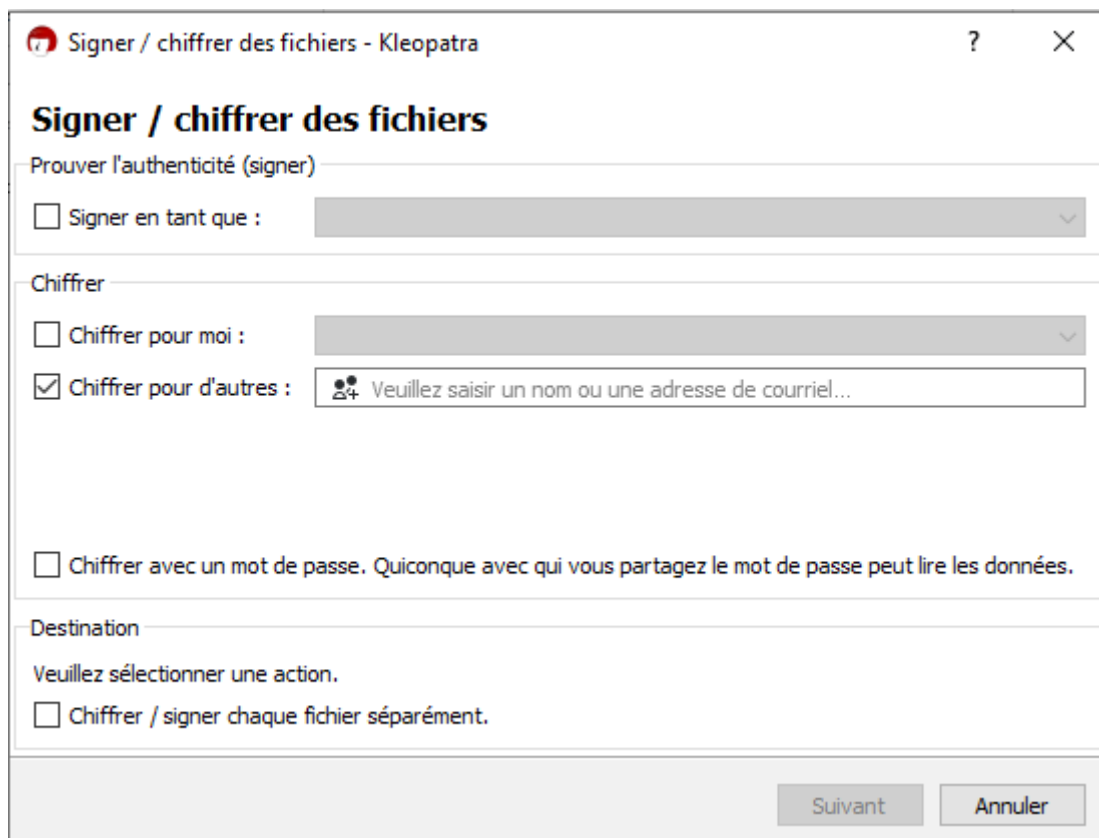 Signer / chiffrer des fichiers - Kleopatra
?
Signer / chiffrer des fichiers
Prouver l'authenticité (signer)
Signer en tant que :
Chiffrer
Chiffrer pour moi :
Chiffrer pour d'autres :
Veuillez saisir un nom ou une adresse de courriel...
Chiffrer avec un mot de passe. Quiconque avec qui vous partagez le mot de passe peut lire les données.
Destination
Veuillez sélectionner une action.
Chiffrer / signer chaque fichier séparément.
Suivant
Annuler